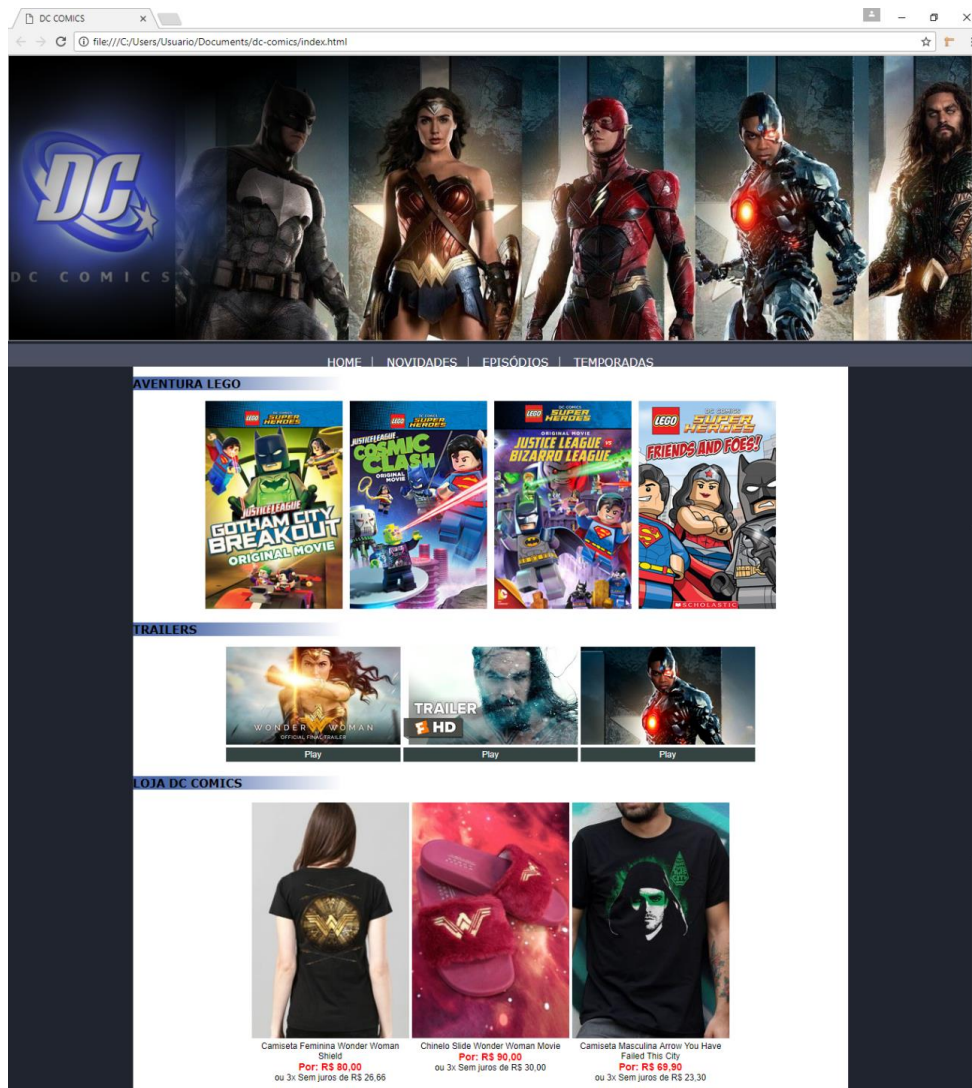 DC COMICS
file:///C:/Users/Usuario/Documents/dc-comics/index.html
DC
DC COMICS
HOME | NOVIDADES | EPISÓDIOS | TEMPORADAS
AVENTURA LEGO
LEGO DC COMICS SUPER HEROES
JUSTICE LEAGUE
GOTHAM CITY
BREAKOUT
ORIGINAL MOVIE
LEGO DC COMICS SUPER HEROES
JUSTICE LEAGUE
COSMIC
CLASH
ORIGINAL
MOVIE
LEGO DC COMICS SUPER HEROES
ORIGINAL MOVIE
JUSTICE LEAGUE VS
BIZARRO LEAGUE
LEGO DC COMICS SUPER HEROES
FRIENDS AND FOES!
SCHOLASTIC
TRAILERS
WONDER WOMAN
OFFICIAL FINAL TRAILER
TRAILER
HD
Play
Play
Play
LOJA DC COMICS
Camiseta Feminina Wonder Woman
Shield
Por: R$ 80,00
ou 3x Sem juros de R$ 26,66
Chinelo Slide Wonder Woman Movie
Por: R$ 90,00
ou 3x Sem juros de R$ 30,00
Camiseta Masculina Arrow You Have
Failed This City
Por: R$ 69,90
ou 3x Sem juros de R$ 23,30